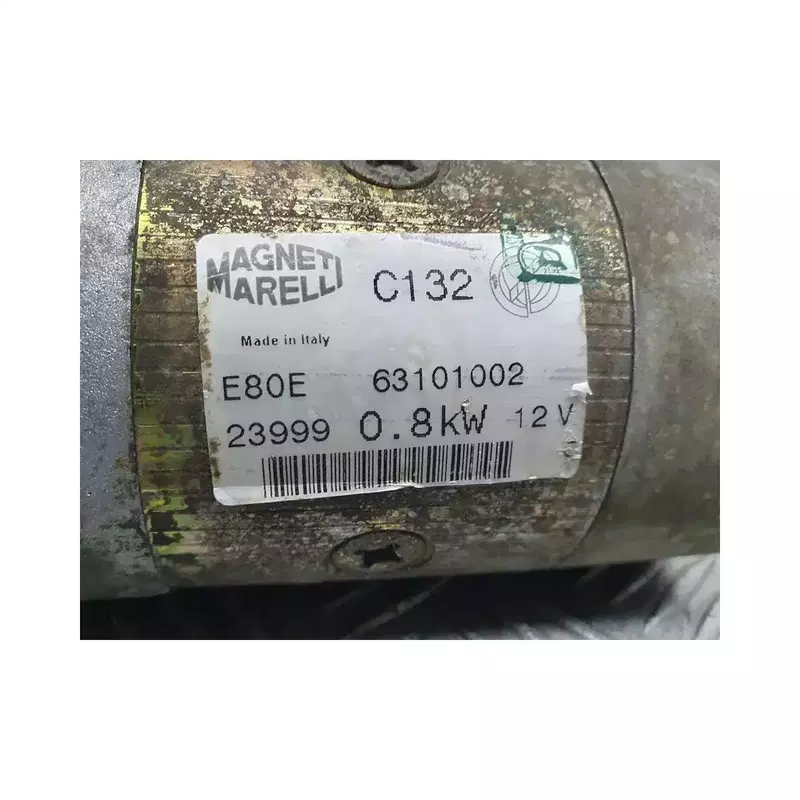 MAGNETI
MARELLI
C132
D
Made in Italy
E80E 63101002
23999 0.8kW 12V